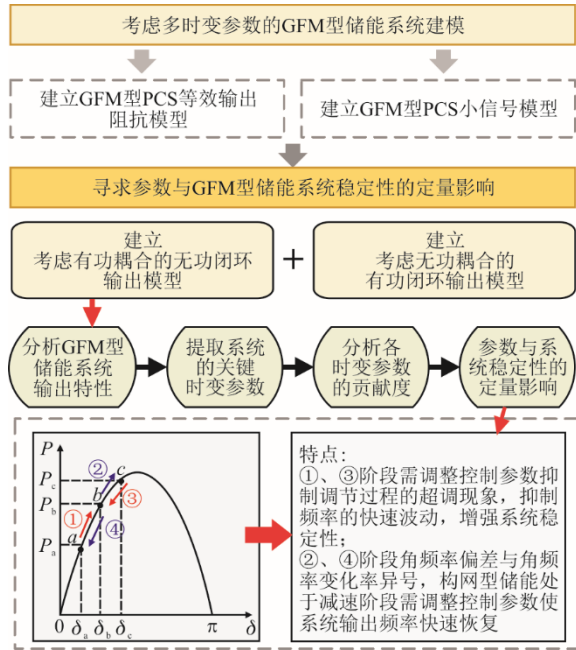 考虑多时变参数的GFM型储能系统建模
建立GFM型PCS等效输出
阻抗模型
建立GFM型PCS小信号模型
寻求参数与GFM型储能系统稳定性的定量影响
建立
考虑有功耦合的无功闭环
输出模型
+
建立
考虑无功耦合的
有功闭环输出模型
分析GFM型
储能系统
输出特性
提取系统
的关键
时变参数
分析各
时变参数
的贡献度
参数与系
统稳定性的
定量影响
P
P_c
P_b
P_a
② c
b ③
① ④
a
0 δ_a δ_b δ_c π δ
特点:
①、③阶段需调整控制参数抑
制调节过程的超调现象，抑制
频率的快速波动，增强系统稳
定性;
②、④阶段角频率偏差与角频
率变化率异号，构网型储能处
于减速阶段需调整控制参数使
系统输出频率快速恢复